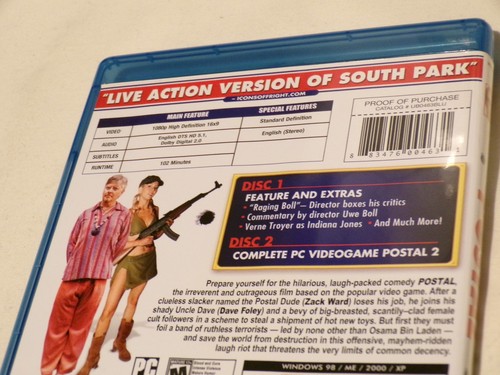 "LIVE ACTION VERSION OF SOUTH PARK"
- ICONSOFFRIGHT.COM
MAIN FEATURE SPECIAL FEATURES
VIDEO 1080p High Definition 16x9 Standard Definition
AUDIO English DTS HD 5.1, Dolby Digital 2.0 English (Stereo)
SUBTITLES
RUNTIME 102 Minutes
PROOF OF PURCHASE
CATALOG # UB0463BLU
8 83476 00463
DISC 1
FEATURE AND EXTRAS
• "Raging Boll"— Director boxes his critics
• Commentary by director Uwe Boll
• Verne Troyer as Indiana Jones • And Much More!
DISC 2
COMPLETE PC VIDEOGAME POSTAL 2
Prepare yourself for the hilarious, laugh-packed comedy POSTAL,
the irreverent and outrageous film based on the popular video game. After a
clueless slacker named the Postal Dude (Zack Ward) loses his job, he joins his
shady Uncle Dave (Dave Foley) and a bevy of big-breasted, scantily-clad female
cult followers in a scheme to steal a shipment of hot new toys. But first they must
foil a band of ruthless terrorists — led by none other than Osama Bin Laden —
and save the world from destruction in this offensive, mayhem-ridden
laugh riot that threatens the very limits of common decency.
PC
M
Blood and Gore
WINDOWS 98 / ME / 2000 / XP